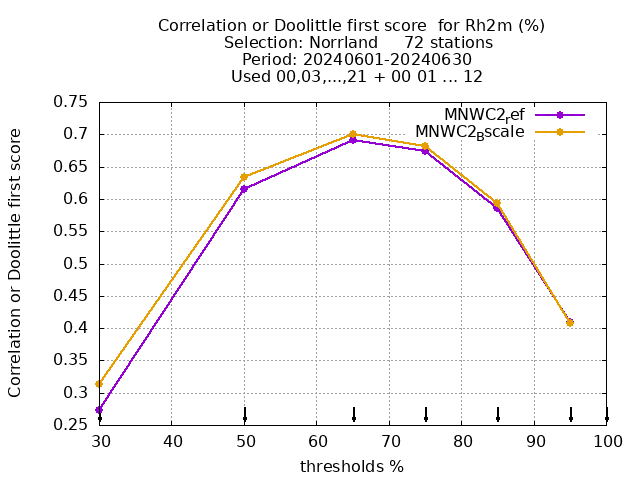 Correlation or Doolittle first score  for Rh2m (%)
Selection: Norrland     72 stations
Period: 20240601-20240630
Used 00,03,...,21 + 00 01 ... 12
MNWC2ref
MNWC2Bscale
Correlation or Doolittle first score
0.75
0.7
0.65
0.6
0.55
0.5
0.45
0.4
0.35
0.3
0.25
30 40 50 60 70 80 90 100
thresholds %